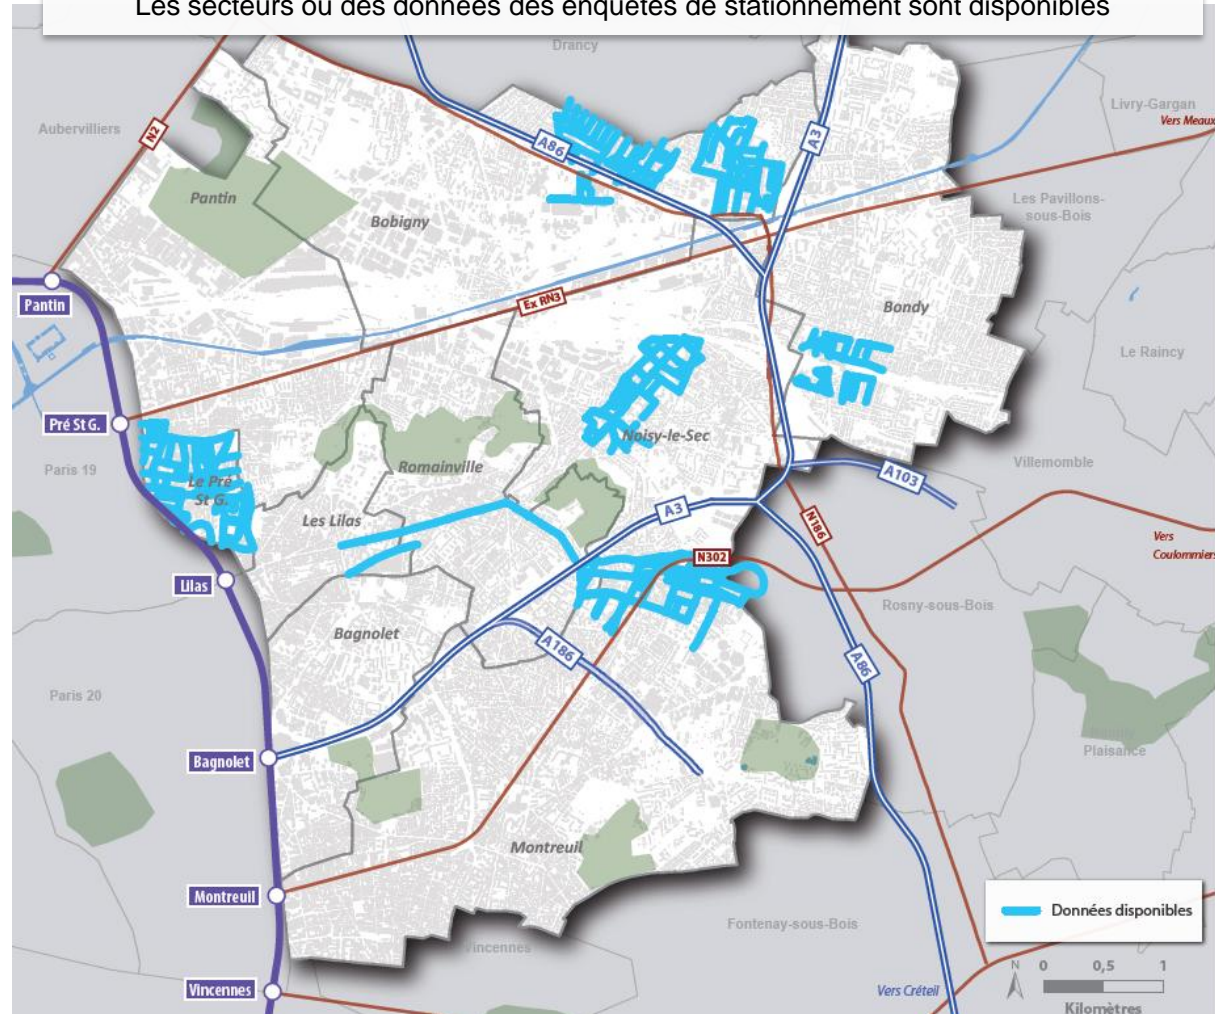 Les secteurs où des données des enquêtes de stationnement sont disponibles
Drancy
Livry-Gargan
Vers Meaux
Aubervilliers
N2
A86
A3
Pantin
Bobigny
Les Pavillons-
sous-Bois
Pantin
Ex RN3
Bondy
Le Raincy
Pré St G.
Noisy-le-Sec
Paris 19
Romainville
Villemomble
A103
Le Pré
St G.
Les Lilas
A3
N186
Vers
Coulommiers
N302
Lilas
Rosny-sous-Bois
Bagnolet
A186
A86
Paris 20
Plaisance
Bagnolet
Montreuil
Montreuil
Données disponibles
Fontenay-sous-Bois
Vincennes
N
0 0,5 1
Kilomètres
Vers Créteil